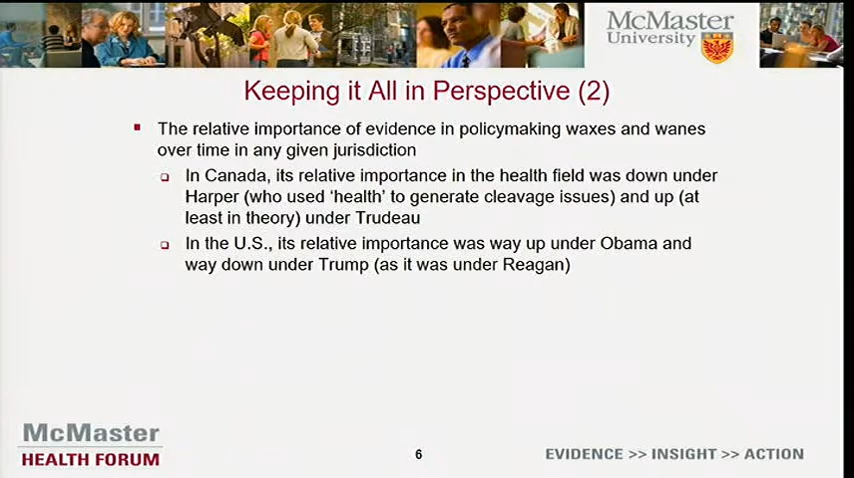 McMaster
University
Keeping it All in Perspective (2)
The relative importance of evidence in policymaking waxes and wanes
over time in any given jurisdiction
In Canada, its relative importance in the health field was down under
Harper (who used ‘health’ to generate cleavage issues) and up (at
least in theory) under Trudeau
In the U.S., its relative importance was way up under Obama and
way down under Trump (as it was under Reagan)
McMaster
HEALTH FORUM
6
EVIDENCE >> INSIGHT >> ACTION